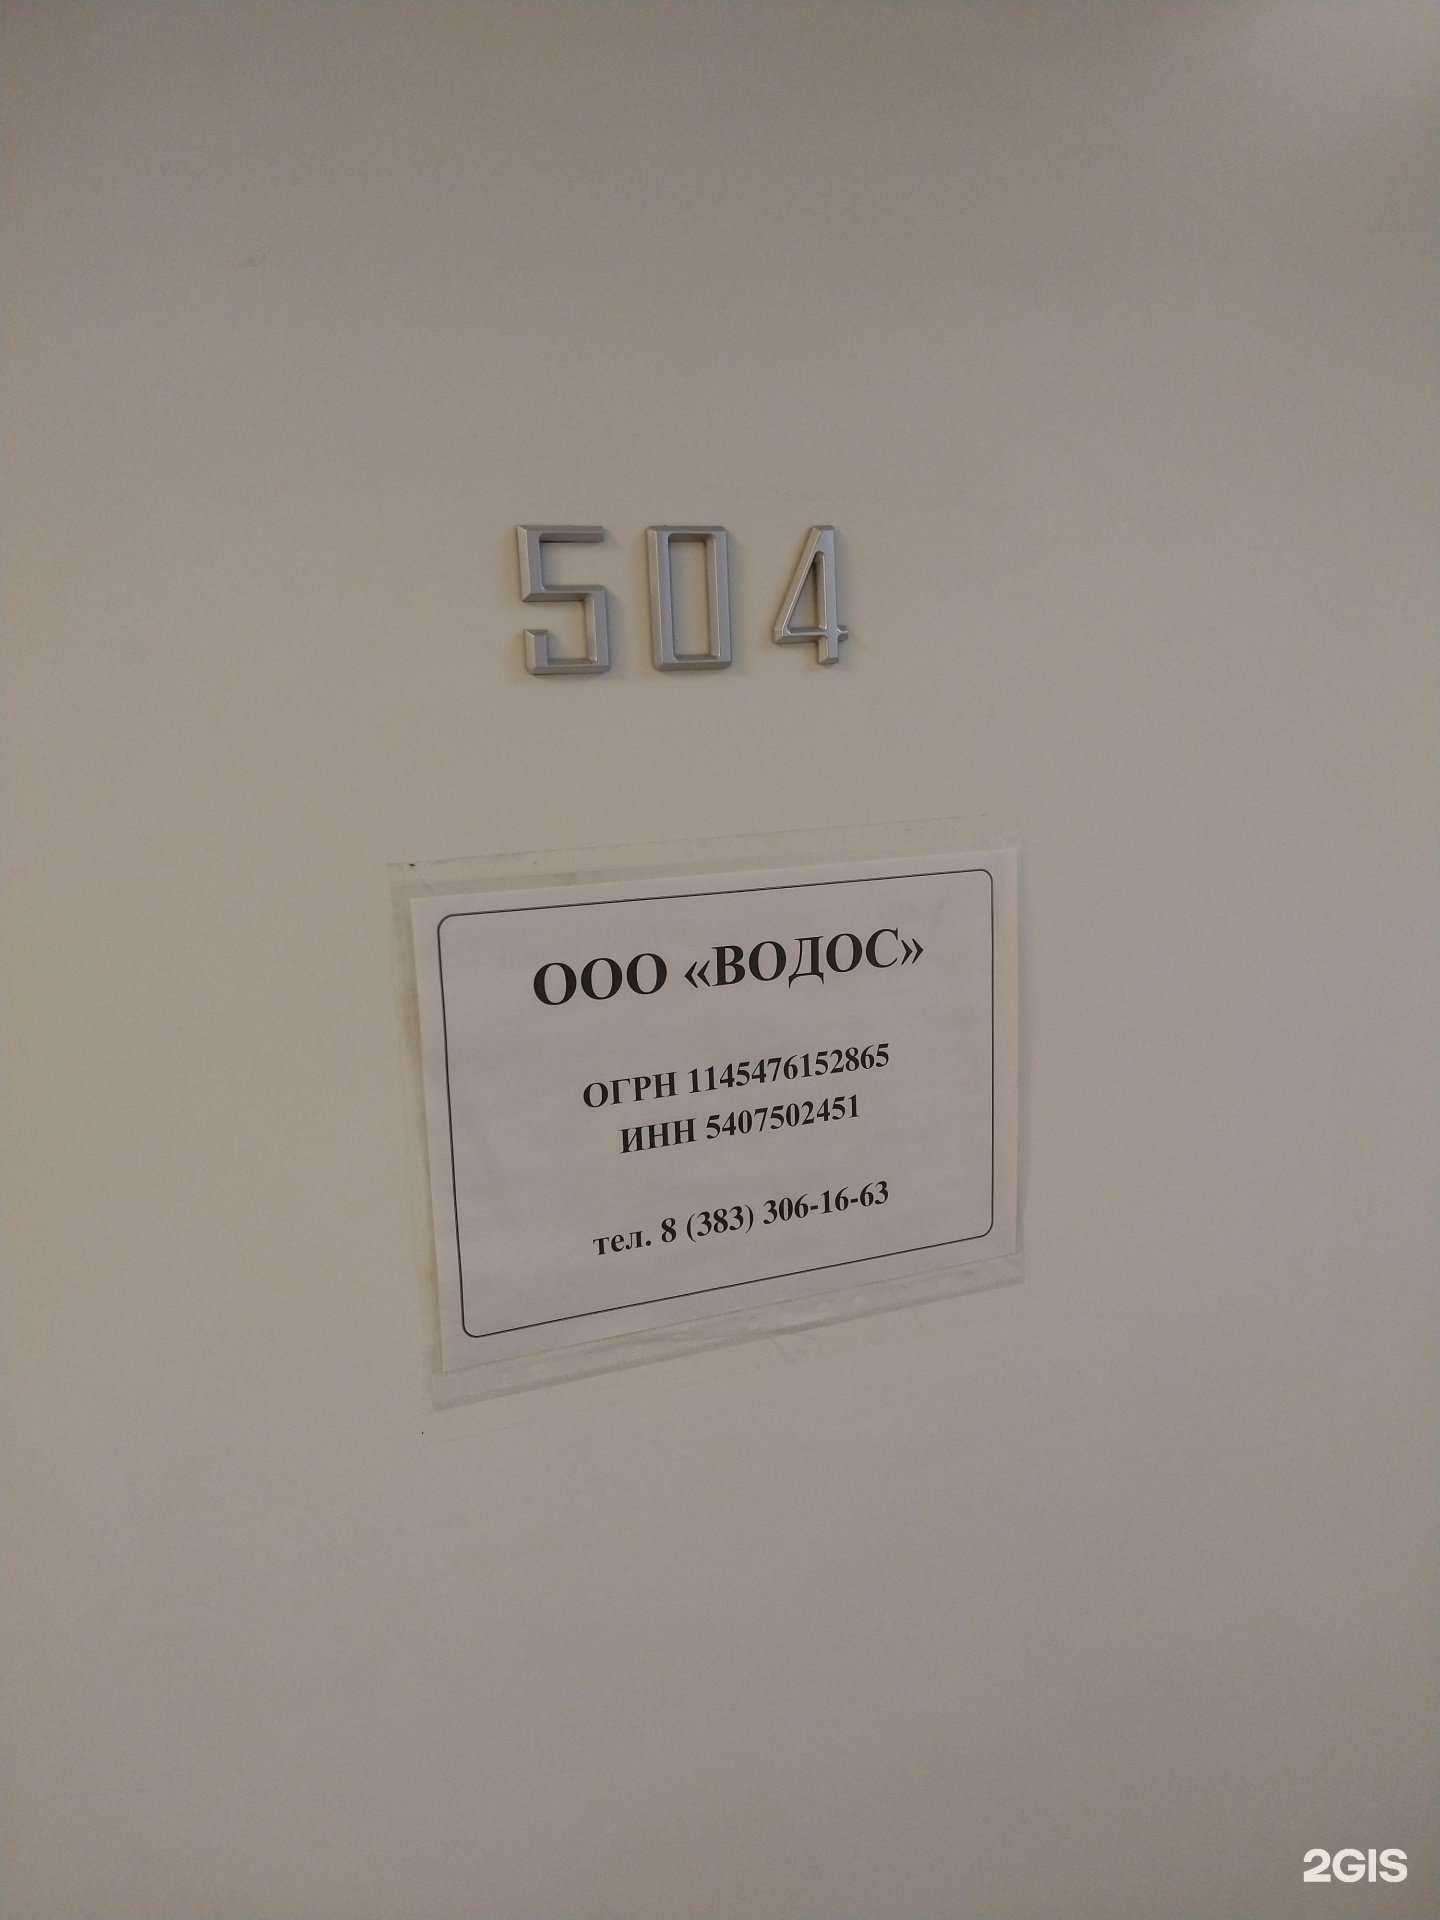 504
ООО «ВОДОС»
ОГРН 1145476152865
ИНН 5407502451
тел. 8 (383) 306-16-63
2GIS